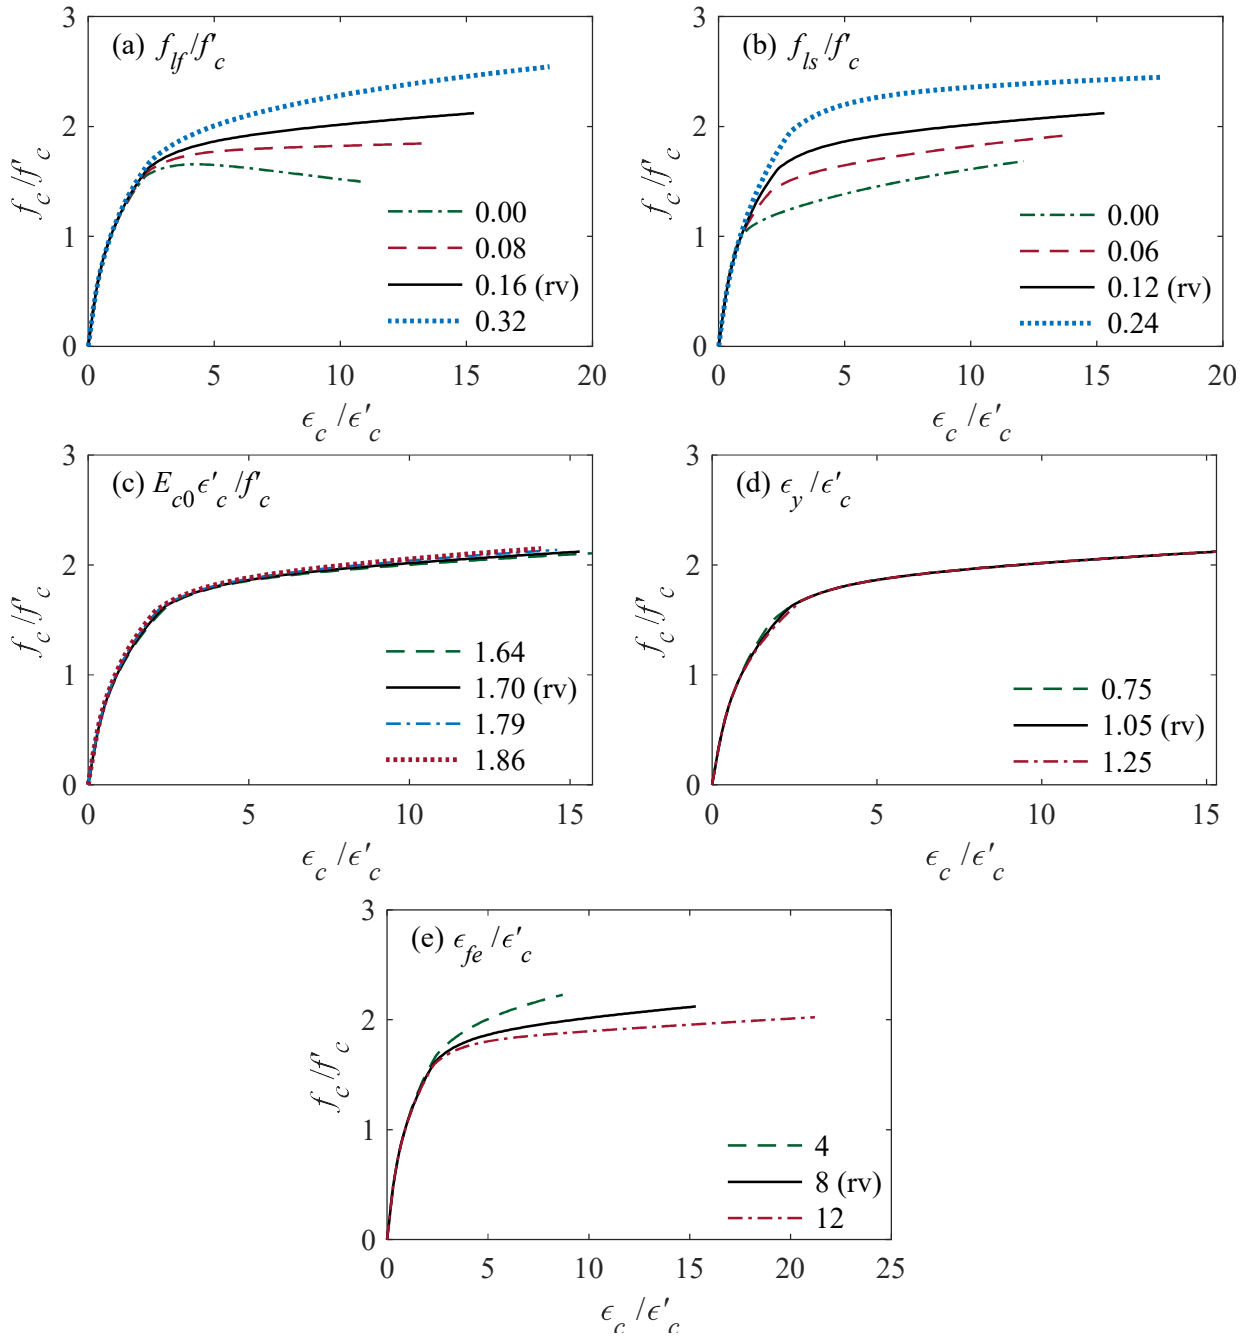 (a) f_lf/f'_c
3
2
1
0
f_c/f'_c
0.00
0.08
0.16 (rv)
0.32
0 5 10 15 20
ϵ_c/ϵ'_c
(b) f_ls/f'_c
3
2
1
0
f_c/f'_c
0.00
0.06
0.12 (rv)
0.24
0 5 10 15 20
ϵ_c/ϵ'_c
(c) E_c0 ϵ'_c/f'_c
3
2
1
0
f_c/f'_c
1.64
1.70 (rv)
1.79
1.86
0 5 10 15
ϵ_c/ϵ'_c
(d) ϵ_y/ϵ'_c
3
2
1
0
f_c/f'_c
0.75
1.05 (rv)
1.25
0 5 10 15
ϵ_c/ϵ'_c
(e) ϵ_fe/ϵ'_c
3
2
1
0
f_c/f'_c
4
8 (rv)
12
0 5 10 15 20 25
ϵ_c/ϵ'_c